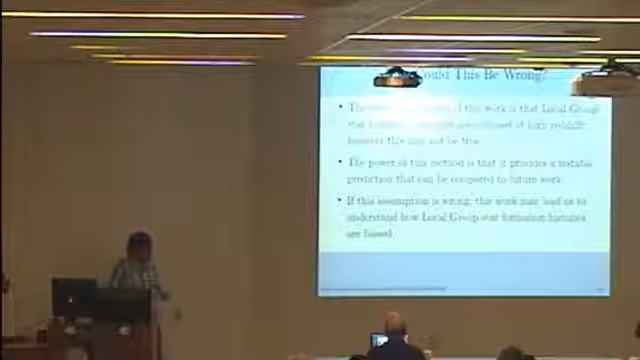 Could This Be Wrong?
• The of this work is that Local Group
star at high redshift,
however this may not be true.
• The power of this method is that it provides a testable
prediction that can be compared to future work.
• If this assumption is wrong, this work may lead us to
understand how Local Group star formation histories
are biased.